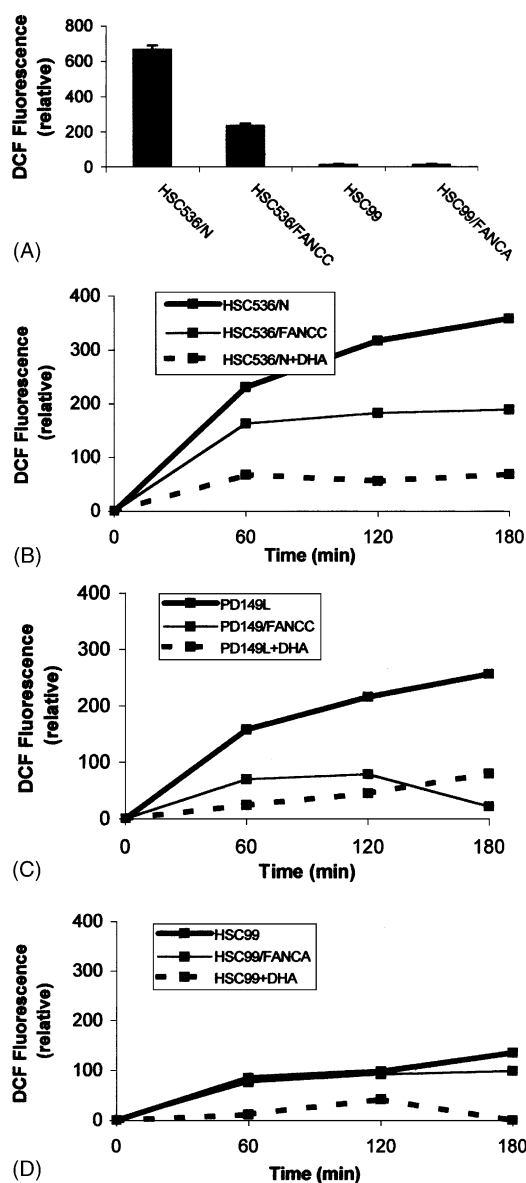 DCF Fluorescence
(relative)
800
600
400
200
0
HSC536/N
HSC536/FANCC
HSC99
HSC99/FANCA
(A)
DCF Fluorescence
(relative)
400
300
200
100
0
HSC536/N
HSC536/FANCC
HSC536/N+DHA
0
60
120
180
Time (min)
(B)
DCF Fluorescence
(relative)
400
300
200
100
0
PD149L
PD149/FANCC
PD149L+DHA
0
60
120
180
Time (min)
(C)
DCF Fluorescence
(relative)
400
300
200
100
0
HSC99
HSC99/FANCA
HSC99+DHA
0
60
120
180
Time (min)
(D)